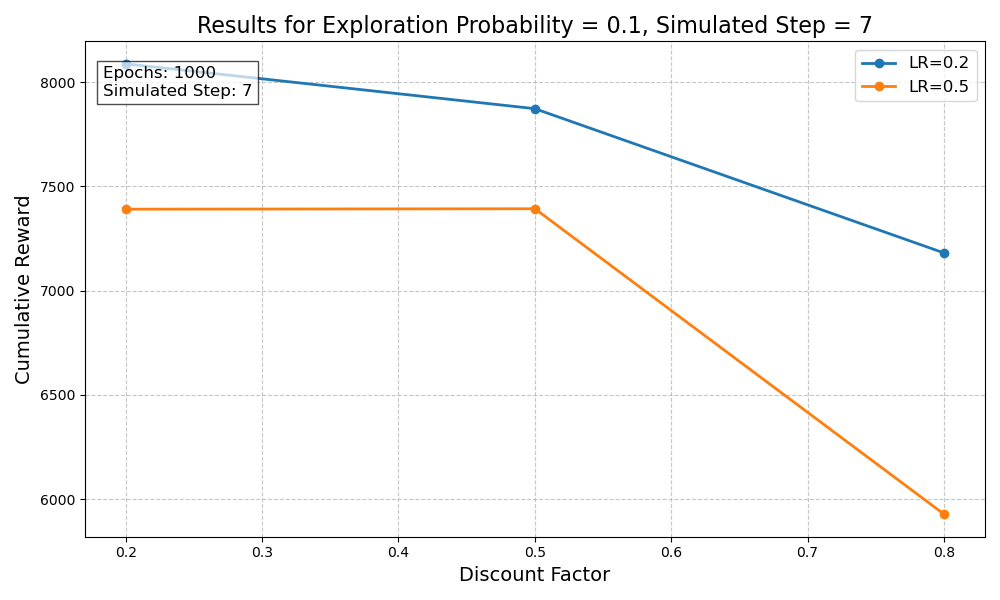 Results for Exploration Probability = 0.1, Simulated Step = 7
Epochs: 1000
Simulated Step: 7
LR=0.2
LR=0.5
Cumulative Reward
8000
7500
7000
6500
6000
0.2 0.3 0.4 0.5 0.6 0.7 0.8
Discount Factor